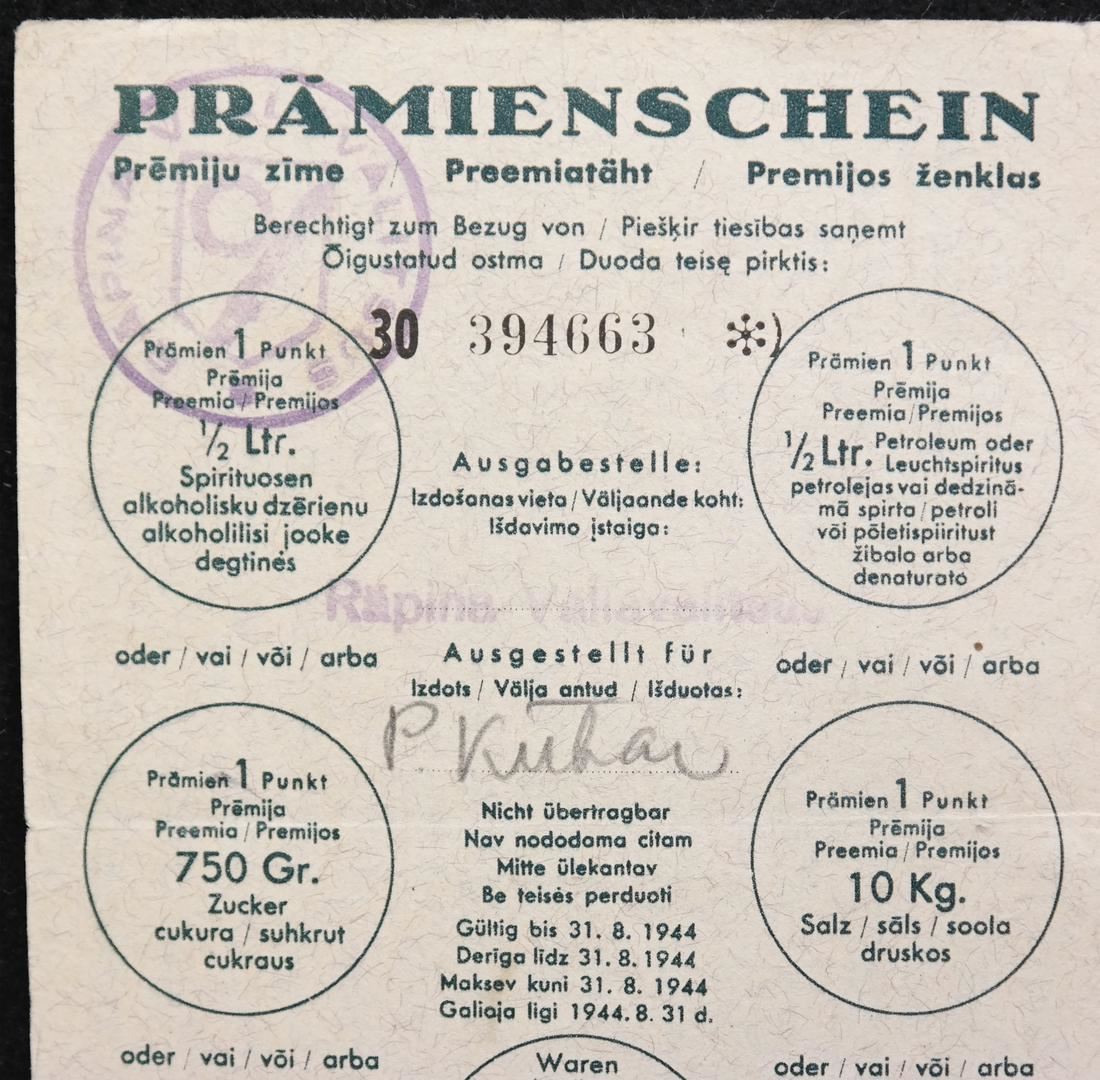 PRÄMIENSCHEIN
Prēmiju zīme / Preemiatäht / Premijos ženklas
Berechtigt zum Bezug von / Piešķir tiesības saņemt
Õigustatud ostma / Duoda teisę pirktis:
30 394663 *)
Prämien 1 Punkt
Prēmija
Preemia / Premijos
½ Ltr.
Spirituosen
alkoholisku dzērienu
alkoholilisi jooke
degtinės
Ausgabestelle:
Izdošanas vieta / Väljaande koht:
Išdavimo įstaiga:
Räpina
Prämien 1 Punkt
Prēmija
Preemia / Premijos
½ Ltr. Petroleum oder
Leuchtspiritus
petrolejas vai dedzinā-
mā spirta / petroli
või põletispiiritust
žibalo arba
denaturato
oder / vai / või / arba
Ausgestellt für
Izdots / Välja antud / Išduotas:
P.
oder / vai / või / arba
Prämien 1 Punkt
Prēmija
Preemia / Premijos
750 Gr.
Zucker
cukura / suhkrut
cukraus
Nicht übertragbar
Nav nododama citam
Mitte ülekantav
Be teisės perduoti
Gültig bis 31. 8. 1944
Derīga līdz 31. 8. 1944
Maksev kuni 31. 8. 1944
Galioja ligi 1944. 8. 31 d.
Prämien 1 Punkt
Prēmija
Preemia / Premijos
10 Kg.
Salz / sāls / soola
druskos
oder / vai / või / arba
Waren
oder / vai / või / arba